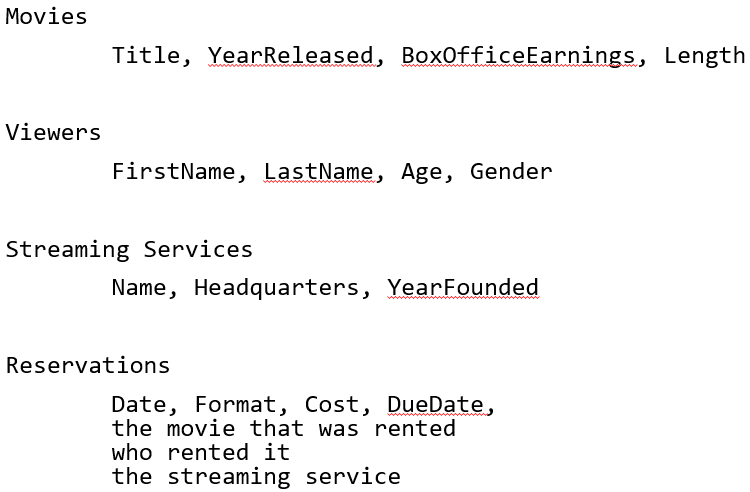 Movies
Title, YearReleased, BoxOfficeEarnings, Length
Viewers
FirstName, LastName, Age, Gender
Streaming Services
Name, Headquarters, YearFounded
Reservations
Date, Format, Cost, DueDate,
the movie that was rented
who rented it
the streaming service